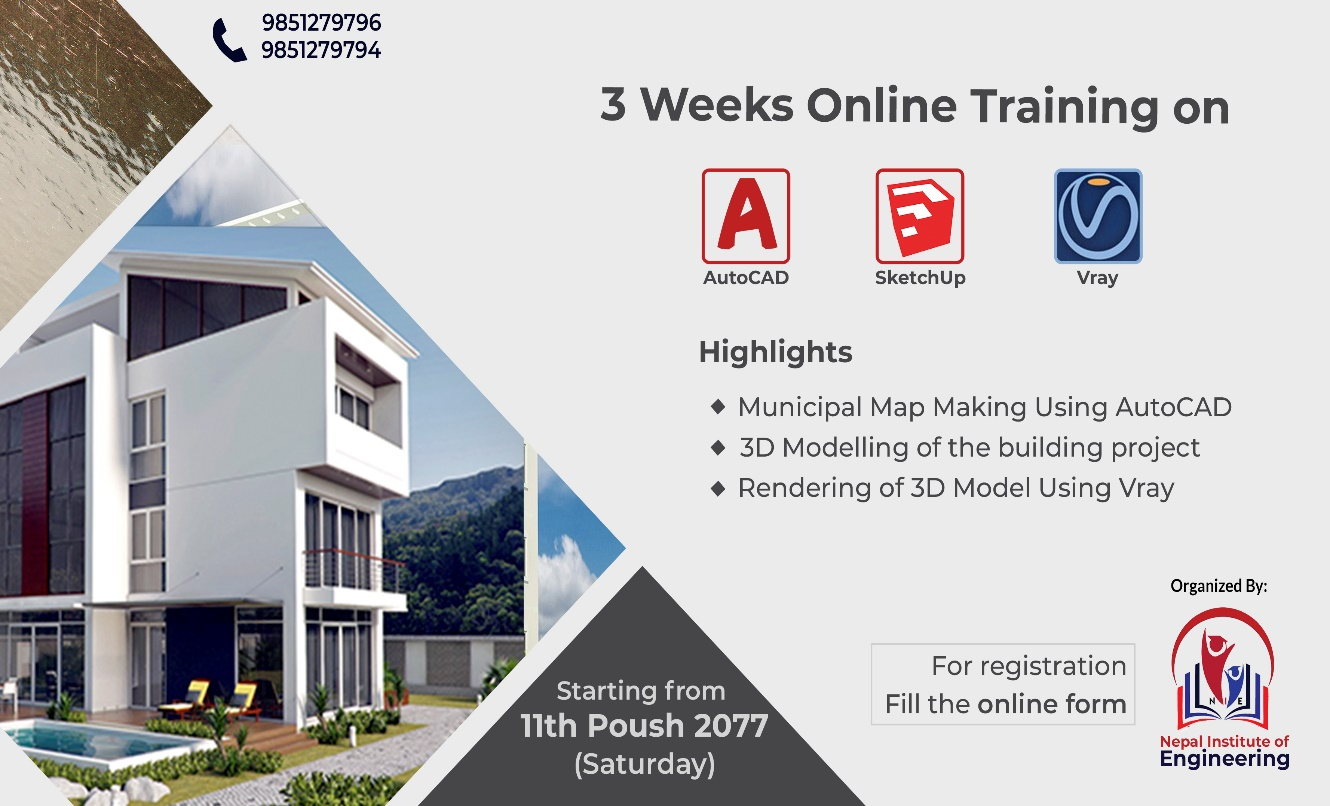 9851279796
9851279794
3 Weeks Online Training on
AutoCAD
SketchUp
Vray
Highlights
Municipal Map Making Using AutoCAD
3D Modelling of the building project
Rendering of 3D Model Using Vray
Starting from
11th Poush 2077
(Saturday)
For registration
Fill the online form
Organized By:
N I E
Nepal Institute of
Engineering